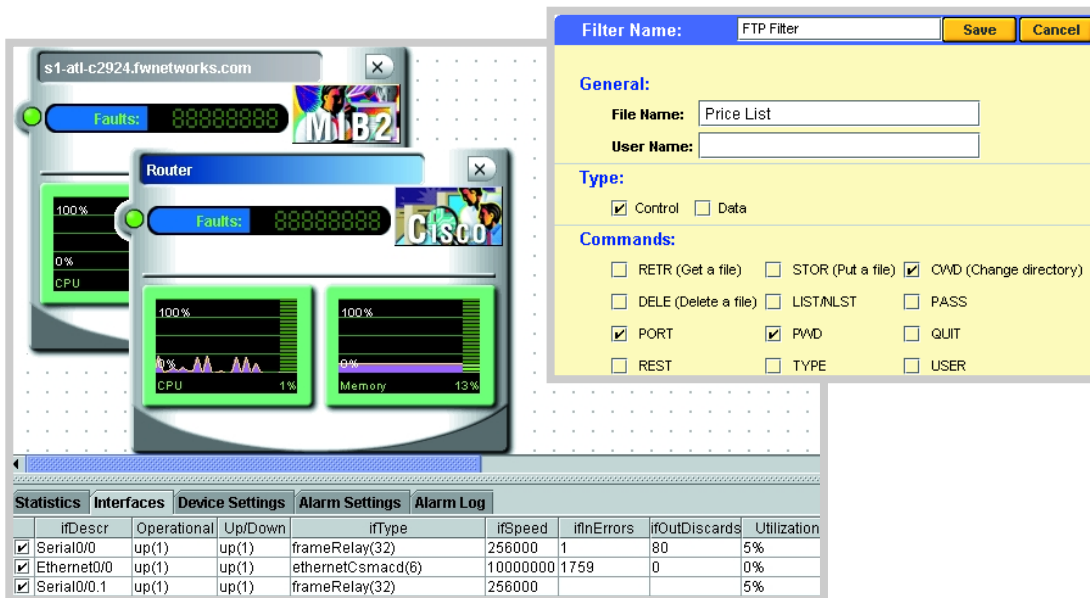 s1-atl-c2924.fwnetworks.com
Faults: 88888888
MIB2
100%
0%
CPU
Router
Faults: 88888888
Cisco
100%
0%
CPU 1%
100%
0%
Memory 13%
Statistics Interfaces Device Settings Alarm Settings Alarm Log
ifDescr Operational Up/Down ifType ifSpeed ifInErrors ifOutDiscards Utilization
Serial0/0 up(1) up(1) frameRelay(32) 256000 1 80 5%
Ethernet0/0 up(1) up(1) ethernetCsmacd(6) 10000000 1759 0 0%
Serial0/0.1 up(1) up(1) frameRelay(32) 256000 5%
Filter Name: FTP Filter Save Cancel
General:
File Name: Price List
User Name:
Type:
Control Data
Commands:
RETR (Get a file) STOR (Put a file) CWD (Change directory)
DELE (Delete a file) LIST/NLST PASS
PORT PWD QUIT
REST TYPE USER